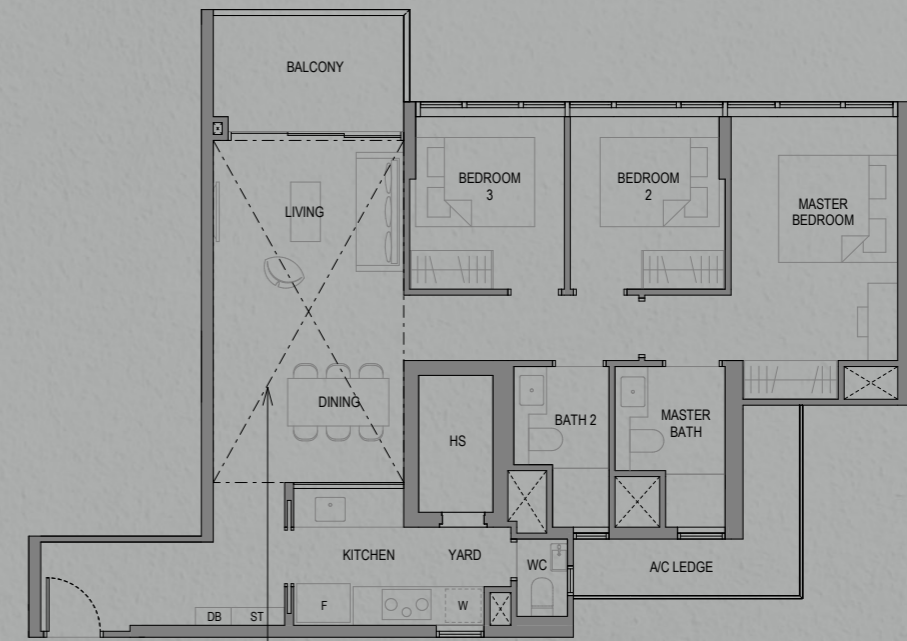 BALCONY
BEDROOM
3
BEDROOM
2
MASTER
BEDROOM
LIVING
DINING
HS
BATH 2
MASTER
BATH
KITCHEN
YARD
WC
A/C LEDGE
F
W
DB
ST